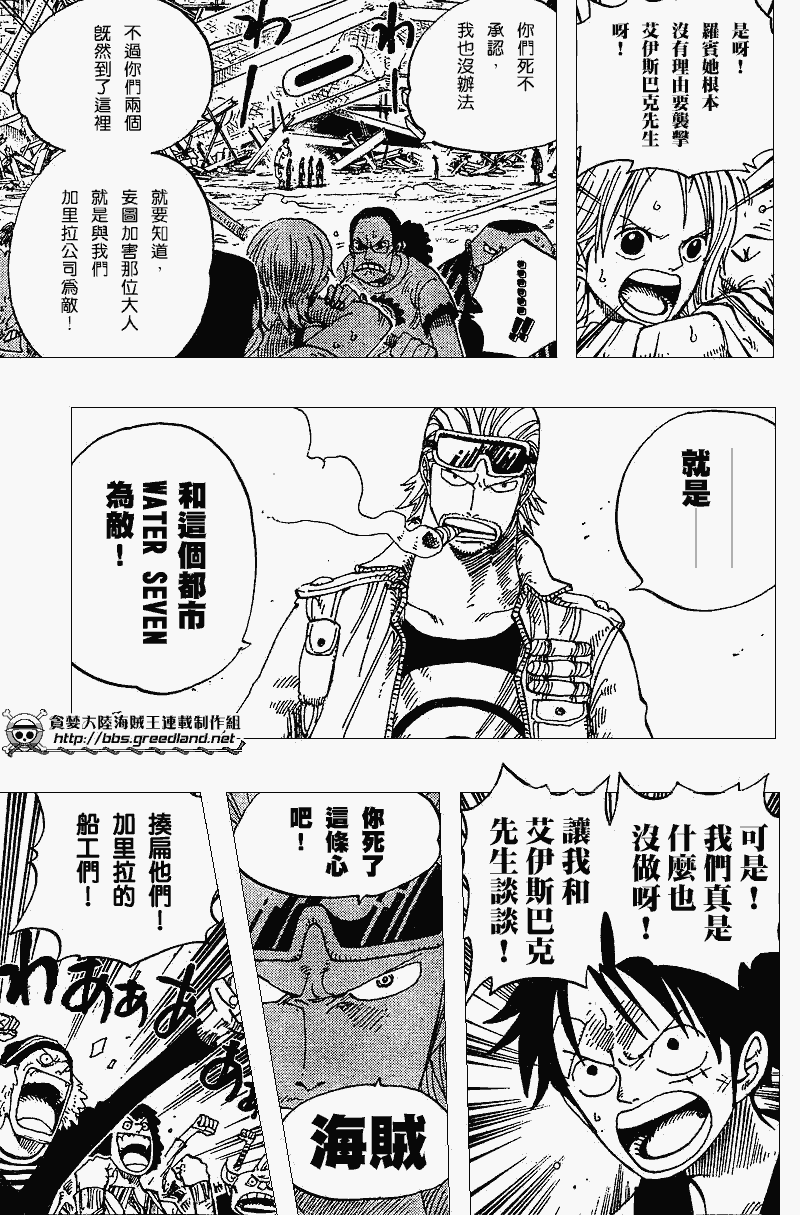 是呀!
羅賓她根本
沒有理由要襲擊
艾伊斯巴克先生
呀!
你們死不
承認,
我也沒辦法
わ
わ
不過你們兩個
既然到了這裡
………!!
就要知道,
妄圖加害那位大人
就是與我們
加里拉公司為敵!
就是
和這個都市
WATER SEVEN
為敵!
貪婪大陸海賊王連載制作組
http://bbs.greedland.net
可是!
我們真是
什麼也
沒做呀!
讓我和
艾伊斯巴克
先生談談!
你死了
這條心
吧!
海賊
揍扁他們!
加里拉的
船工們!
わあぁぁ